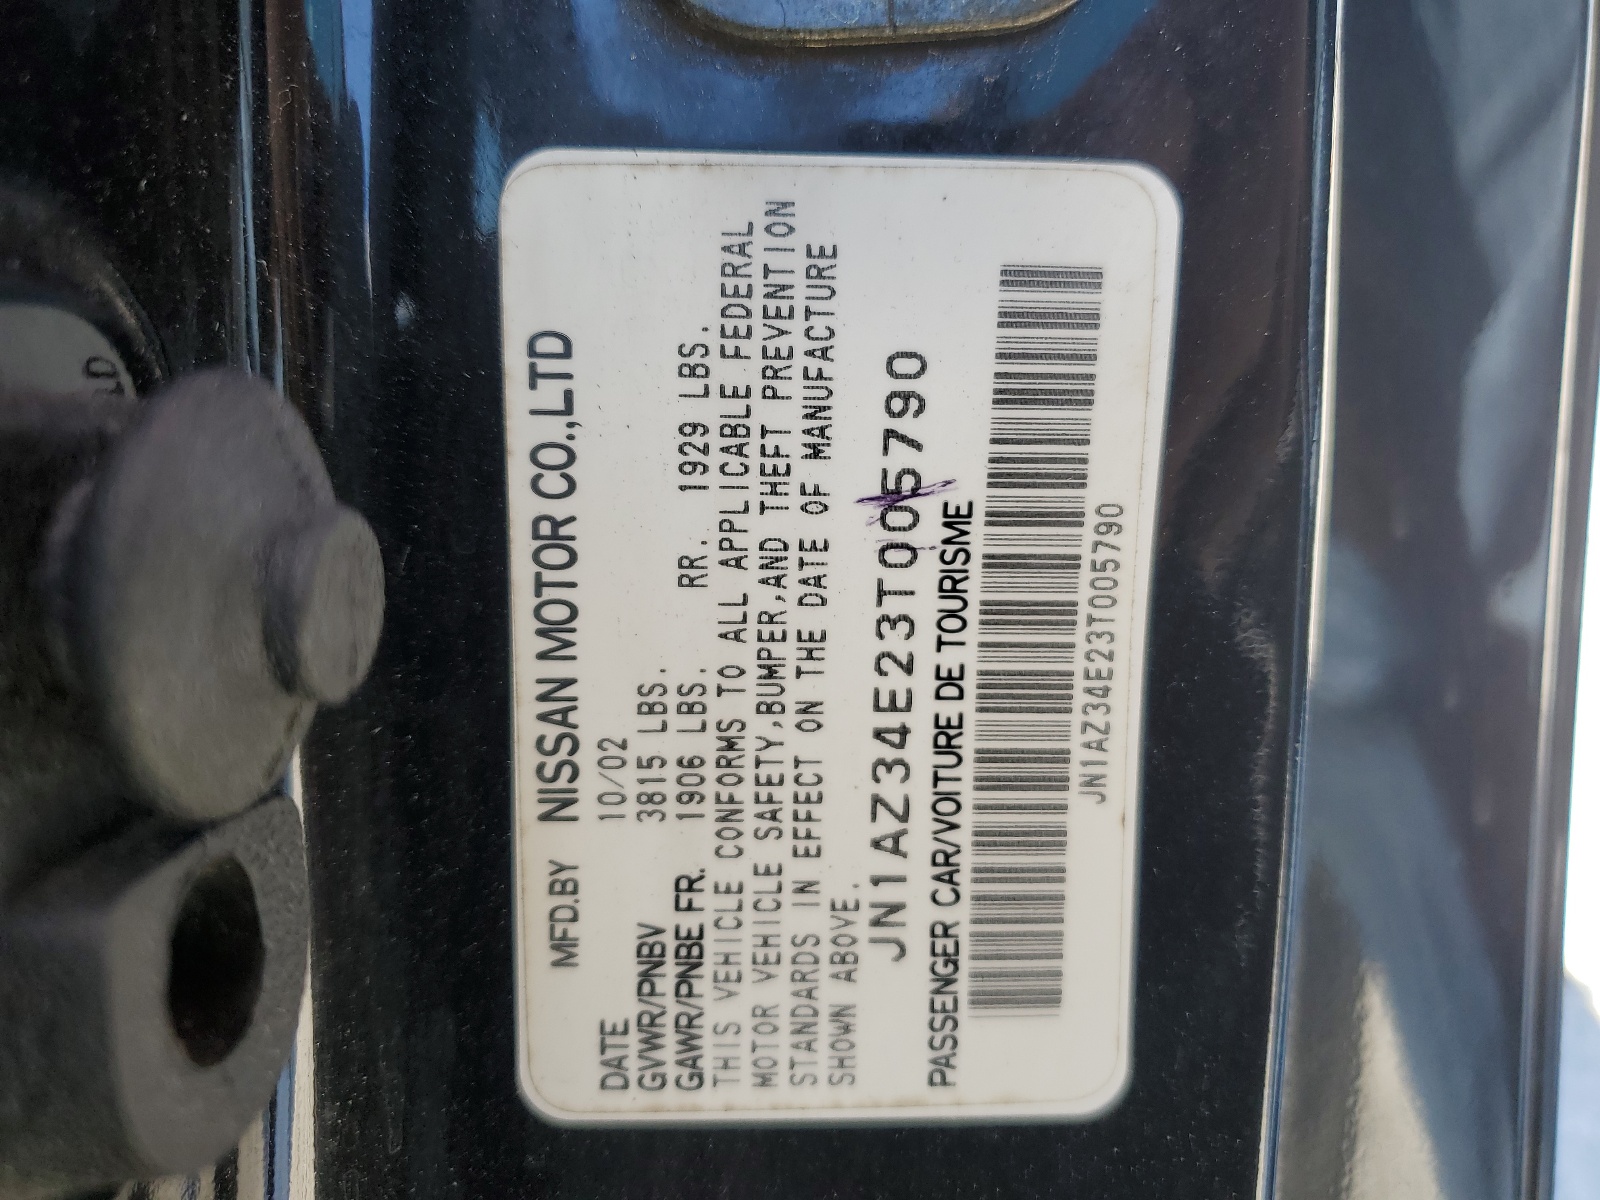 MFD.BY NISSAN MOTOR CO.,LTD
DATE 10/02
GVWR/PNBV 3815 LBS.
GAWR/PNBE FR. 1906 LBS. RR. 1929 LBS.
THIS VEHICLE CONFORMS TO ALL APPLICABLE FEDERAL
MOTOR VEHICLE SAFETY,BUMPER,AND THEFT PREVENTION
STANDARDS IN EFFECT ON THE DATE OF MANUFACTURE
SHOWN ABOVE.
JN1AZ34E23T005790
PASSENGER CAR/VOITURE DE TOURISME
JN1AZ34E23T005790